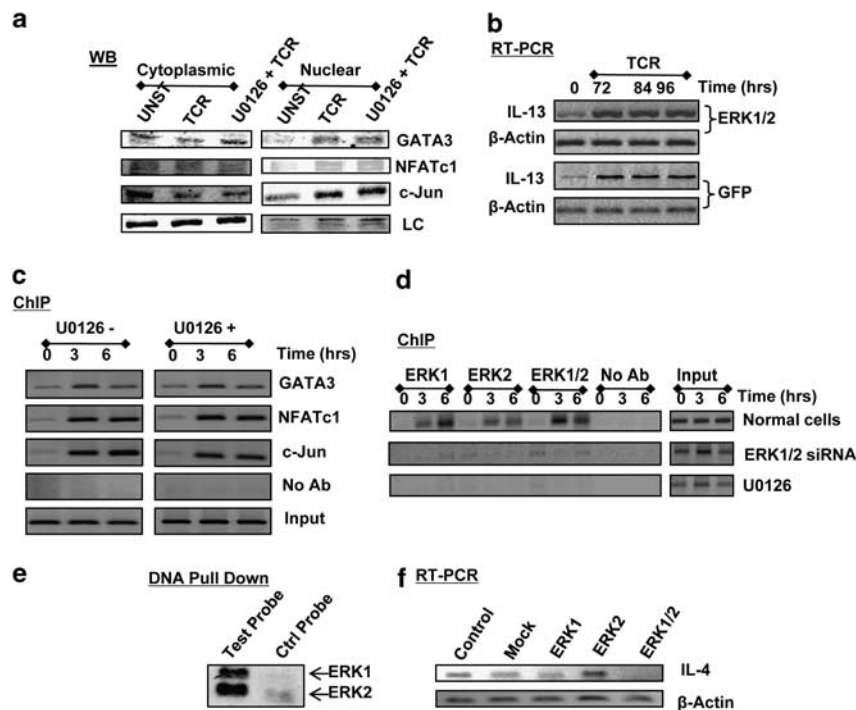 a
WB
Cytoplasmic
Nuclear
UNST
TCR
U0126 + TCR
UNST
TCR
U0126 + TCR
GATA3
NFATc1
c-Jun
LC
b
RT-PCR
TCR
0 72 84 96 Time (hrs)
IL-13
ERK1/2
β-Actin
IL-13
GFP
β-Actin
c
ChIP
U0126 -
U0126 +
0 3 6 0 3 6 Time (hrs)
GATA3
NFATc1
c-Jun
No Ab
Input
d
ChIP
ERK1 ERK2 ERK1/2 No Ab Input
0 3 6 0 3 6 0 3 6 0 3 6 0 3 6 Time (hrs)
Normal cells
ERK1/2 siRNA
U0126
e
DNA Pull Down
Test Probe
Ctrl Probe
ERK1
ERK2
f
RT-PCR
Control
Mock
ERK1
ERK2
ERK1/2
IL-4
β-Actin